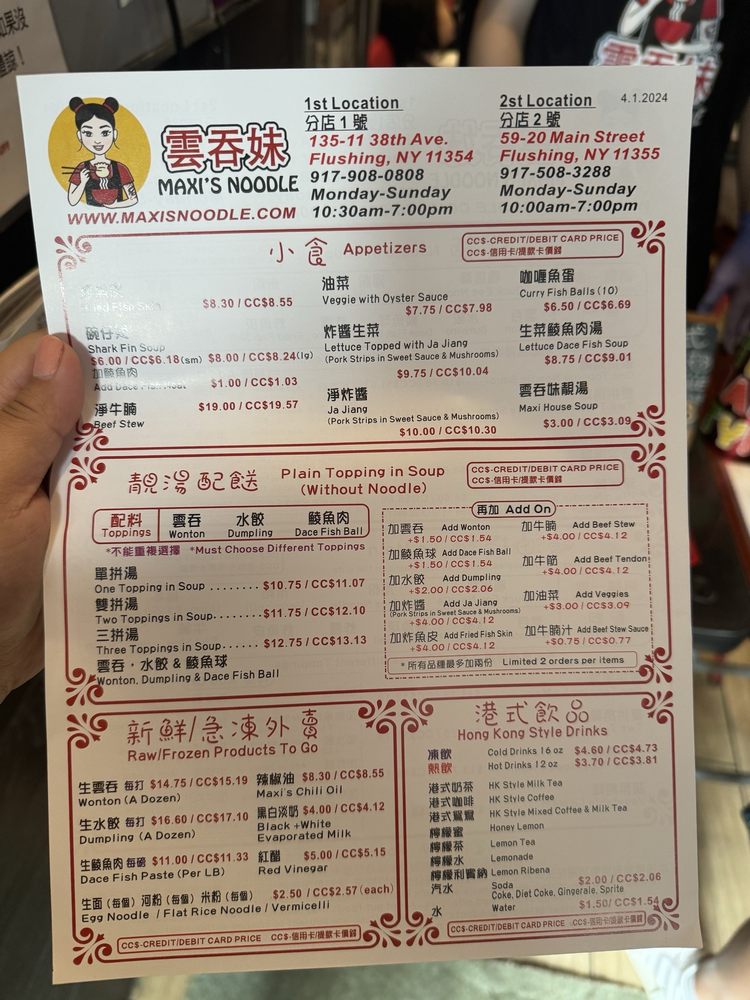 如果沒
雲吞妹
雲吞妹
MAXI'S NOODLE
WWW.MAXISNOODLE.COM
1st Location
分店 1 號
135-11 38th Ave.
Flushing, NY 11354
917-908-0808
Monday-Sunday
10:30am-7:00pm
2st Location
分店 2 號
59-20 Main Street
Flushing, NY 11355
917-508-3288
Monday-Sunday
10:00am-7:00pm
4.1.2024
小食 Appetizers
CC$-CREDIT/DEBIT CARD PRICE
CC$-信用卡/提款卡價錢
Fried Fish Skin $8.30 / CC$8.55
碗仔翅
Shark Fin Soup
$6.00 / CC$6.18(sm) $8.00 / CC$8.24(lg)
加鯪魚肉
Add Dace Fish Meat $1.00 / CC$1.03
淨牛腩 $19.00 / CC$19.57
Beef Stew
油菜
Veggie with Oyster Sauce
$7.75 / CC$7.98
炸醬生菜
Lettuce Topped with Ja Jiang
(Pork Strips in Sweet Sauce & Mushrooms)
$9.75 / CC$10.04
淨炸醬
Ja Jiang
(Pork Strips in Sweet Sauce & Mushrooms)
$10.00 / CC$10.30
咖喱魚蛋
Curry Fish Balls (10)
$6.50 / CC$6.69
生菜鯪魚肉湯
Lettuce Dace Fish Soup
$8.75 / CC$9.01
雲吞妹靚湯
Maxi House Soup
$3.00 / CC$3.09
靚湯配餸 Plain Topping in Soup
(Without Noodle)
CC$-CREDIT/DEBIT CARD PRICE
CC$-信用卡/提款卡價錢
配料 雲吞 水餃 鯪魚肉
Toppings Wonton Dumpling Dace Fish Ball
*不能重複選擇 *Must Choose Different Toppings
單拼湯
One Topping in Soup ........ $10.75 / CC$11.07
雙拼湯
Two Toppings in Soup ....... $11.75 / CC$12.10
三拼湯
Three Toppings in Soup ...... $12.75 / CC$13.13
雲吞・水餃 & 鯪魚球
Wonton, Dumpling & Dace Fish Ball
再加 Add On
加雲吞 Add Wonton
+$1.50 / CC$1.54
加鯪魚球 Add Dace Fish Ball
+$1.50 / CC$1.54
加水餃 Add Dumpling
+$2.00 / CC$2.06
加炸醬 Add Ja Jiang
(Pork Strips in Sweet Sauce & Mushrooms)
+$4.00 / CC$4.12
加炸魚皮 Add Fried Fish Skin
+$4.00 / CC$4.12
加牛腩 Add Beef Stew
+$4.00 / CC$4.12
加牛筋 Add Beef Tendon
+$4.00 / CC$4.12
加油菜 Add Veggies
+$3.00 / CC$3.09
加牛腩汁 Add Beef Stew Sauce
+$0.75 / CC$0.77
* 所有品種最多加兩份 Limited 2 orders per items
新鮮/急凍外賣
Raw/Frozen Products To Go
生雲吞 每打 $14.75 / CC$15.19
Wonton (A Dozen)
生水餃 每打 $16.60 / CC$17.10
Dumpling (A Dozen)
生鯪魚肉 每磅 $11.00 / CC$11.33
Dace Fish Paste (Per LB)
辣椒油 $8.30 / CC$8.55
Maxi's Chili Oil
黑白淡奶 $4.00 / CC$4.12
Black +White
Evaporated Milk
紅醋 $5.00 / CC$5.15
Red Vinegar
生面 (每個) 河粉 (每個) 米粉 (每個) $2.50 / CC$2.57 (each)
Egg Noodle / Flat Rice Noodle / Vermicelli
CC$-CREDIT/DEBIT CARD PRICE CC$-信用卡/提款卡價錢
港式飲品
Hong Kong Style Drinks
凍飲 Cold Drinks 16 oz $4.60 / CC$4.73
熱飲 Hot Drinks 12 oz $3.70 / CC$3.81
港式奶茶 HK Style Milk Tea
港式咖啡 HK Style Coffee
港式鴛鴦 HK Style Mixed Coffee & Milk Tea
檸檬蜜 Honey Lemon
檸檬茶 Lemon Tea
檸檬水 Lemonade
檸檬利賓納 Lemon Ribena
汽水 Soda $2.00 / CC$2.06
Coke, Diet Coke, Gingerale, Sprite
水 Water $1.50/ CC$1.54
CC$-CREDIT/DEBIT CARD PRICE CC$-信用卡/提款卡價錢